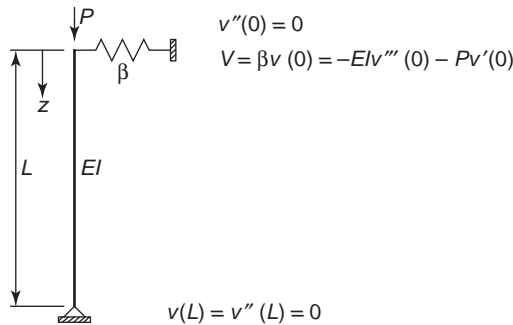 P
v″(0) = 0
V = βv (0) = –EIv‴ (0) – Pv′(0)
β
z
L
EI
v(L) = v″ (L) = 0